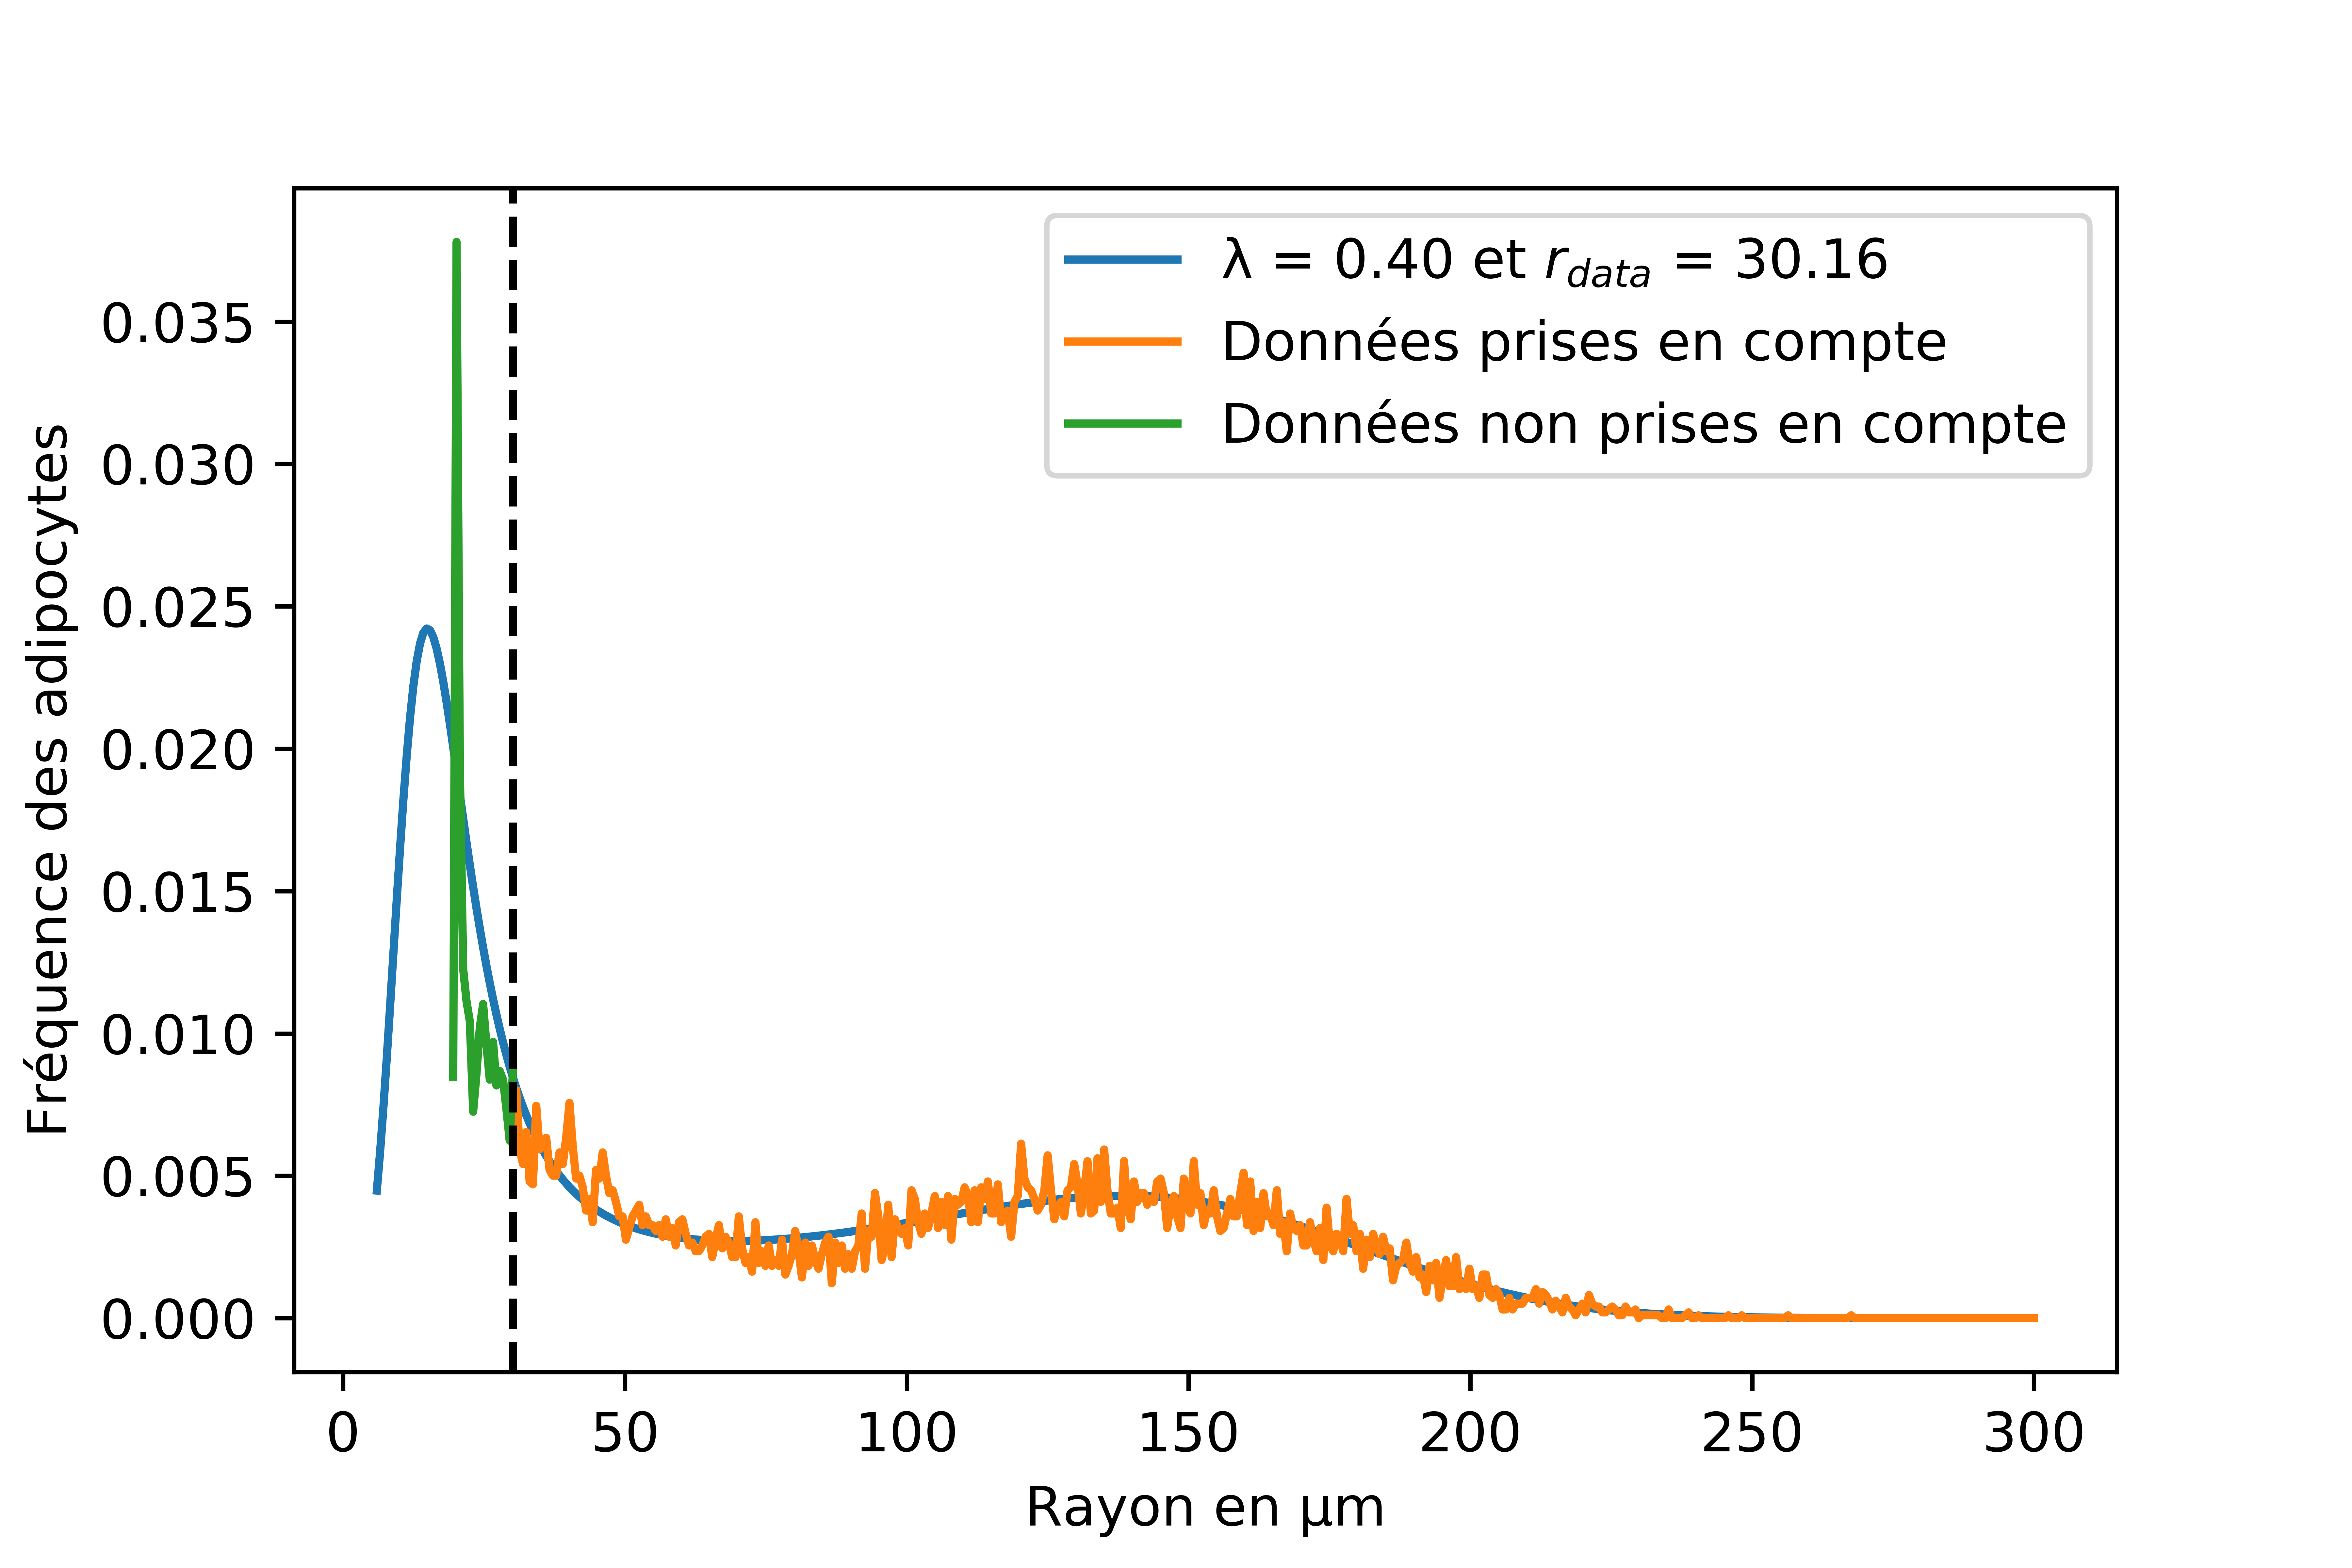 λ = 0.40 et r_data = 30.16
Données prises en compte
Données non prises en compte
Fréquence des adipocytes
0.035
0.030
0.025
0.020
0.015
0.010
0.005
0.000
0 50 100 150 200 250 300
Rayon en µm